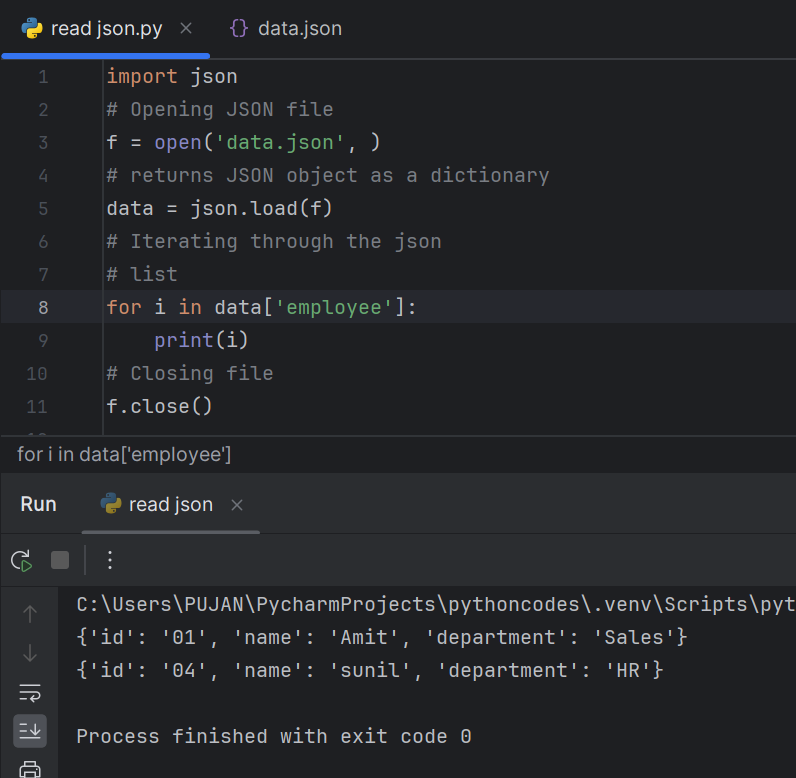 read json.py
data.json
1 import json
2 # Opening JSON file
3 f = open('data.json', )
4 # returns JSON object as a dictionary
5 data = json.load(f)
6 # Iterating through the json
7 # list
8 for i in data['employee']:
9     print(i)
10 # Closing file
11 f.close()
for i in data['employee']
Run
read json
C:\Users\PUJAN\PycharmProjects\pythoncodes\.venv\Scripts\pyt
{'id': '01', 'name': 'Amit', 'department': 'Sales'}
{'id': '04', 'name': 'sunil', 'department': 'HR'}
Process finished with exit code 0